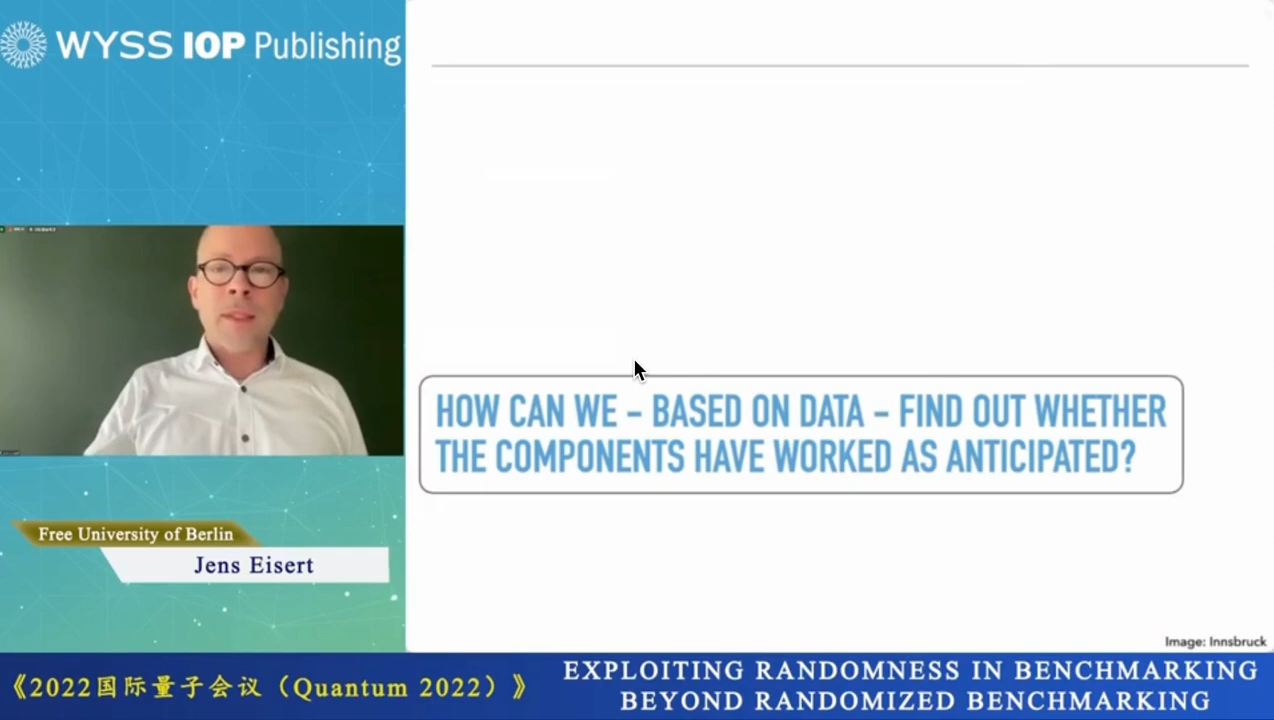 WYSS IOP Publishing
HOW CAN WE – BASED ON DATA – FIND OUT WHETHER
THE COMPONENTS HAVE WORKED AS ANTICIPATED?
Free University of Berlin
Jens Eisert
Image: Innsbruck
《2022国际量子会议（Quantum 2022）》
EXPLOITING RANDOMNESS IN BENCHMARKING
BEYOND RANDOMIZED BENCHMARKING